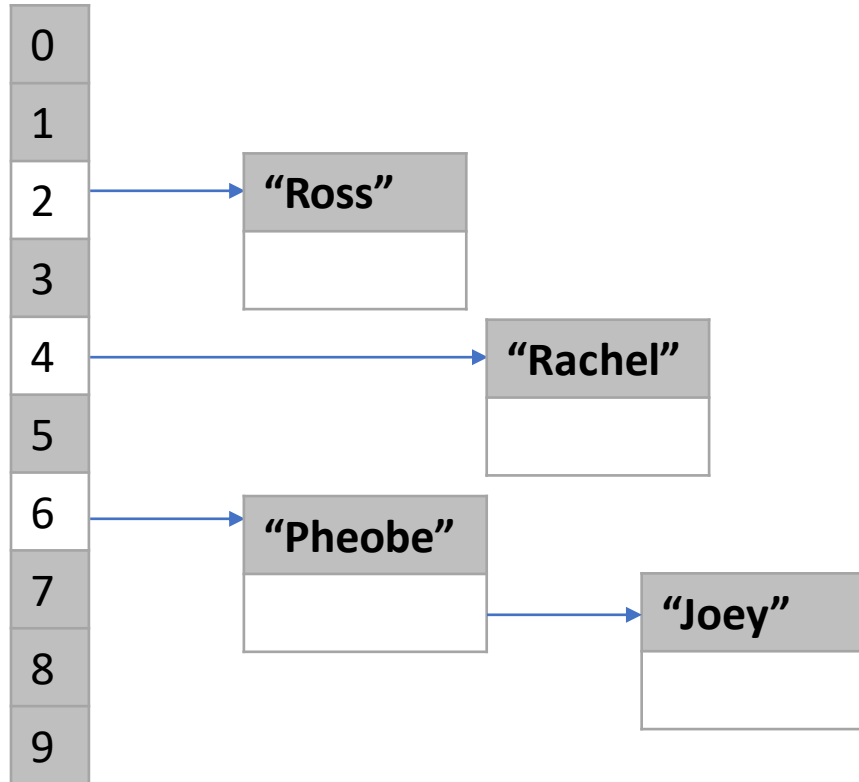 0
1
2
“Ross”
3
4
“Rachel”
5
6
“Pheobe”
7
“Joey”
8
9